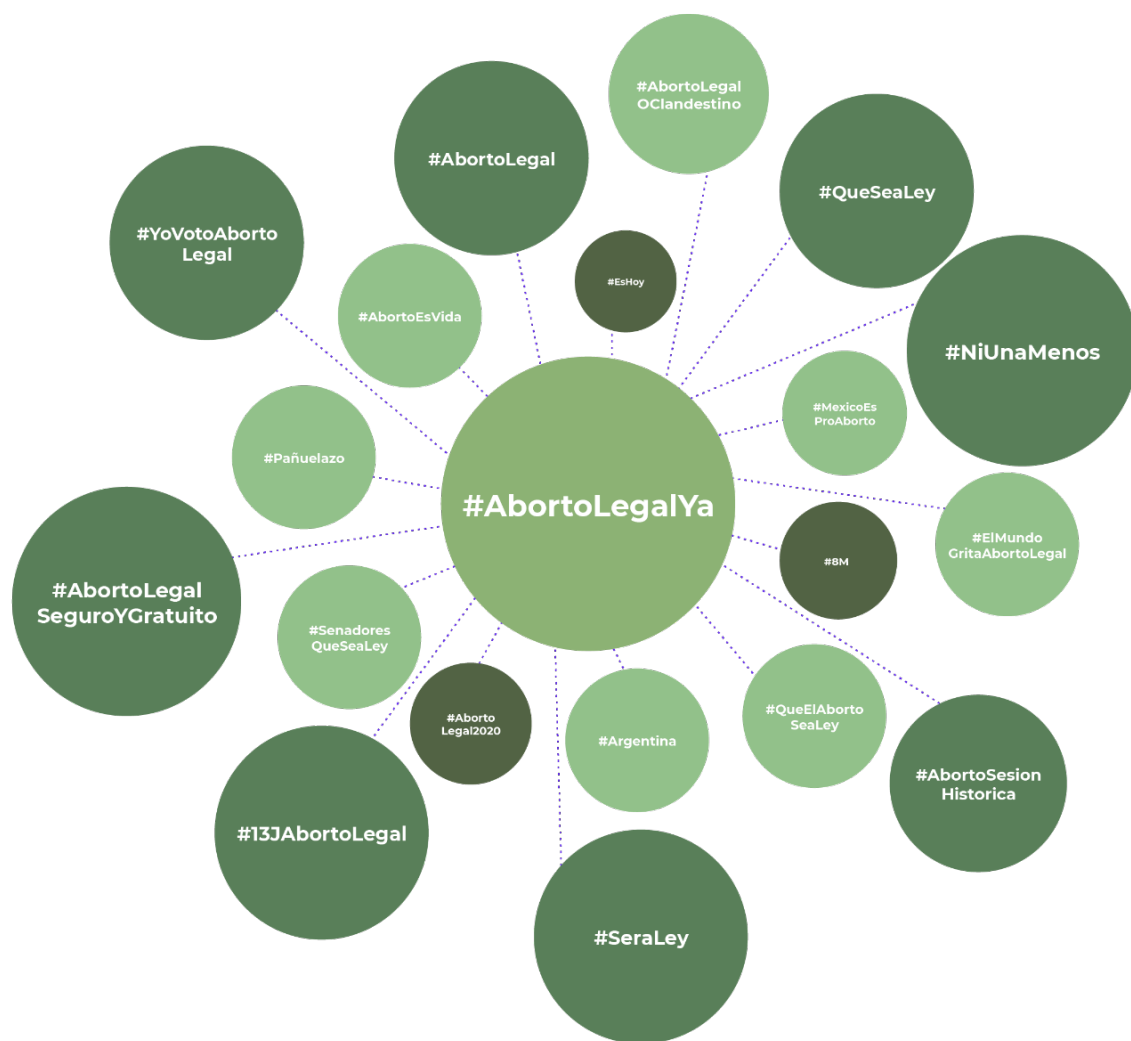 #AbortoLegal
OClandestino
#AbortoLegal
#QueSeaLey
#YoVotoAborto
Legal
#EsHoy
#AbortoEsVida
#NiUnaMenos
#MexicoEs
ProAborto
#Pañuelazo
#AbortoLegalYa
#ElMundo
GritaAbortoLegal
#8M
#AbortoLegal
SeguroYGratuito
#Senadores
QueSeaLey
#Aborto
Legal2020
#Argentina
#QueElAborto
SeaLey
#AbortoSesion
Historica
#13JAbortoLegal
#SeraLey